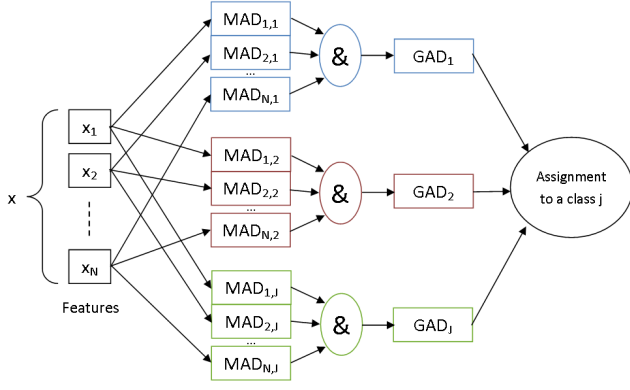 x
x1
x2
xN
Features
MAD1,1
MAD2,1
...
MADN,1
&
GAD1
MAD1,2
MAD2,2
...
MADN,2
&
GAD2
MAD1,J
MAD2,J
...
MADN,J
&
GADJ
Assignment
to a class j